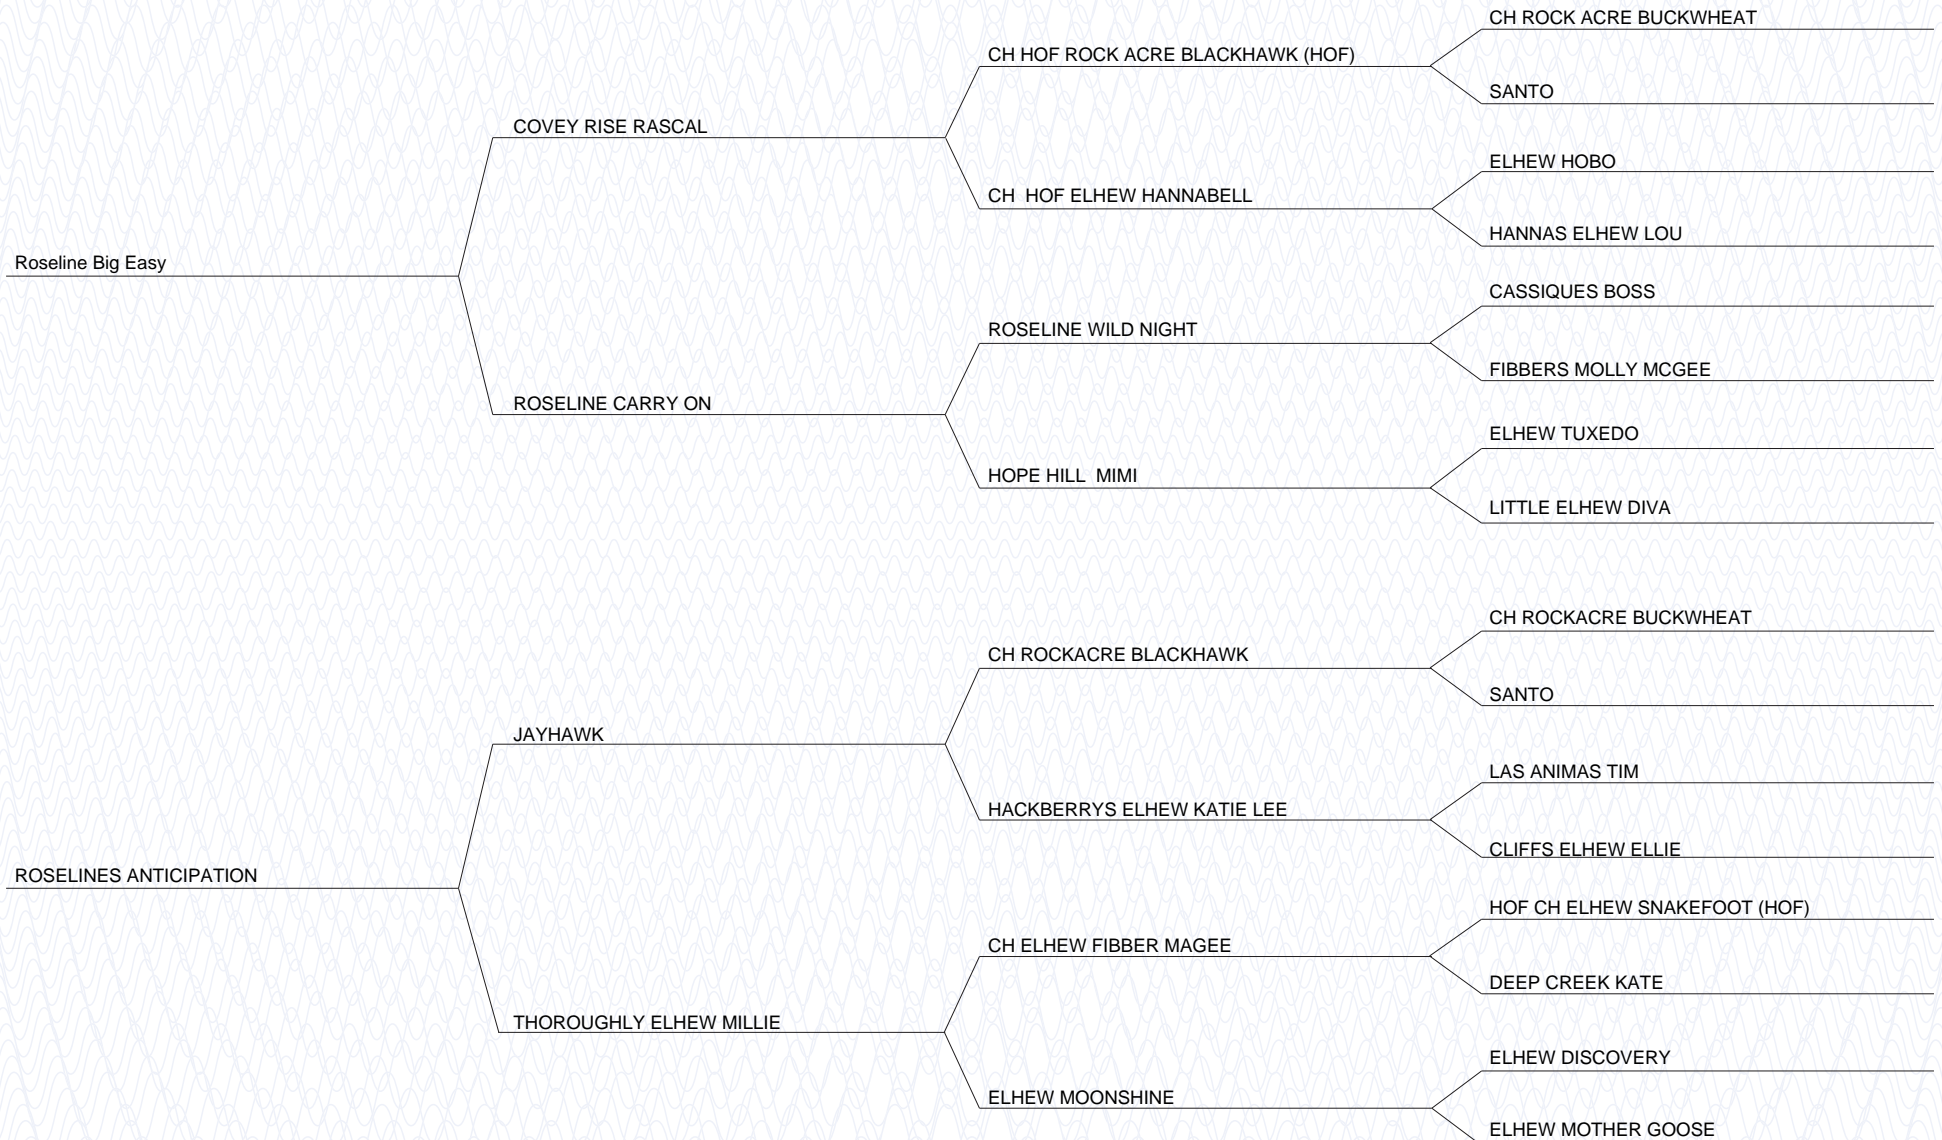 CH ROCK ACRE BUCKWHEAT
CH HOF ROCK ACRE BLACKHAWK (HOF)
SANTO
COVEY RISE RASCAL
ELHEW HOBO
CH  HOF ELHEW HANNABELL
HANNAS ELHEW LOU
Roseline Big Easy
CASSIQUES BOSS
ROSELINE WILD NIGHT
FIBBERS MOLLY MCGEE
ROSELINE CARRY ON
ELHEW TUXEDO
HOPE HILL  MIMI
LITTLE ELHEW DIVA
CH ROCKACRE BUCKWHEAT
CH ROCKACRE BLACKHAWK
SANTO
JAYHAWK
LAS ANIMAS TIM
HACKBERRYS ELHEW KATIE LEE
CLIFFS ELHEW ELLIE
ROSELINES ANTICIPATION
HOF CH ELHEW SNAKEFOOT (HOF)
CH ELHEW FIBBER MAGEE
DEEP CREEK KATE
THOROUGHLY ELHEW MILLIE
ELHEW DISCOVERY
ELHEW MOONSHINE
ELHEW MOTHER GOOSE